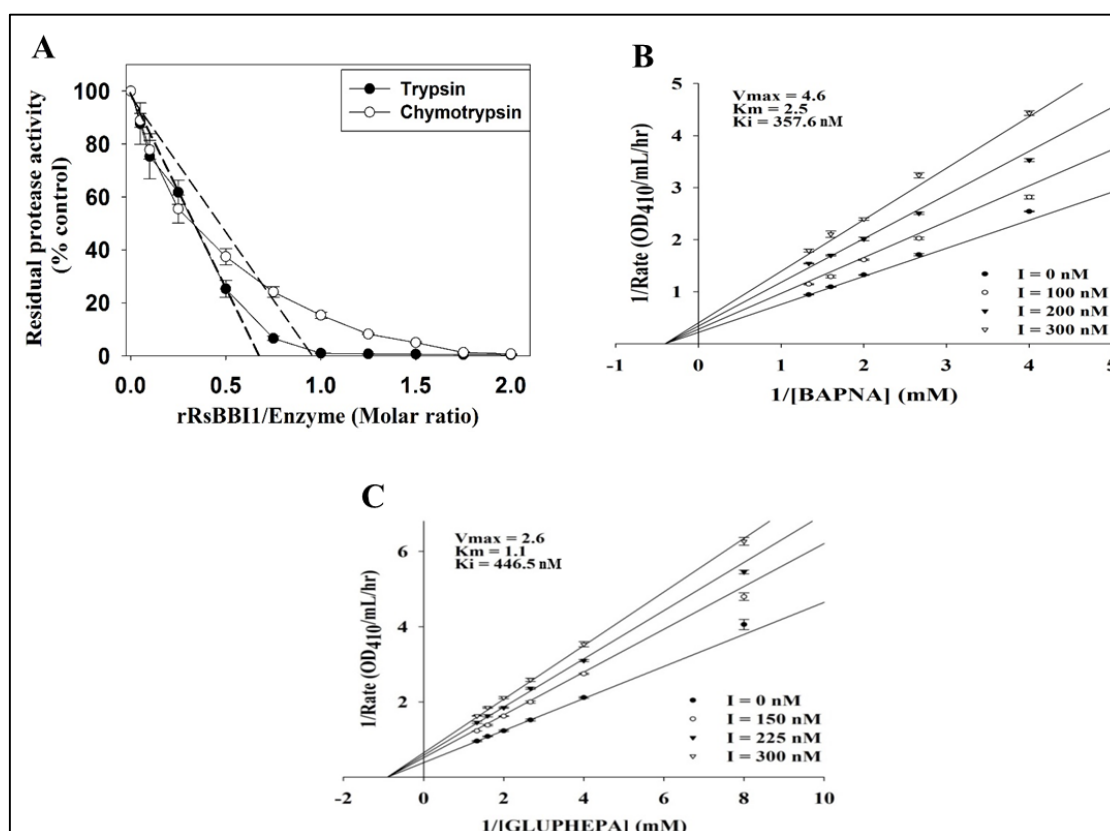 A
Residual protease activity
(% control)
100
80
60
40
20
0
Trypsin
Chymotrypsin
0.0
0.5
1.0
1.5
2.0
rRsBBI1/Enzyme (Molar ratio)
B
1/Rate (OD410/mL/hr)
5
4
3
2
1
Vmax = 4.6
Km = 2.5
Ki = 357.6 nM
I = 0 nM
I = 100 nM
I = 200 nM
I = 300 nM
-1
0
1
2
3
4
5
1/[BAPNA] (mM)
C
1/Rate (OD410/mL/hr)
6
4
2
Vmax = 2.6
Km = 1.1
Ki = 446.5 nM
I = 0 nM
I = 150 nM
I = 225 nM
I = 300 nM
-2
0
2
4
6
8
10
1/[GLUPHEPA] (mM)